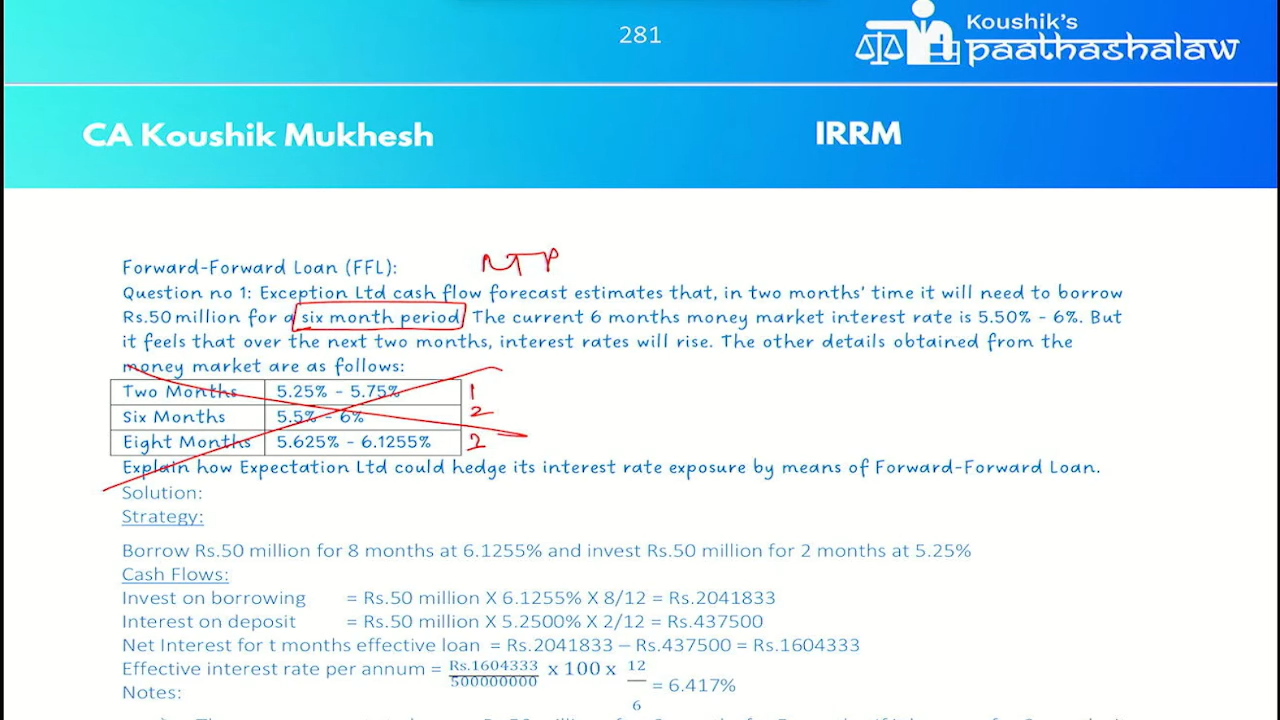 281
Koushik's
paathashalaw
CA Koushik Mukhesh
IRRM
Forward-Forward Loan (FFL):
NTP
Question no 1: Exception Ltd cash flow forecast estimates that, in two months' time it will need to borrow
Rs.50 million for a six month period. The current 6 months money market interest rate is 5.50% - 6%. But
it feels that over the next two months, interest rates will rise. The other details obtained from the
money market are as follows:
Two Months 5.25% - 5.75% 1
Six Months 5.5% - 6% 2
Eight Months 5.625% - 6.1255% 2
Explain how Expectation Ltd could hedge its interest rate exposure by means of Forward-Forward Loan.
Solution:
Strategy:
Borrow Rs.50 million for 8 months at 6.1255% and invest Rs.50 million for 2 months at 5.25%
Cash Flows:
Invest on borrowing = Rs.50 million X 6.1255% X 8/12 = Rs.2041833
Interest on deposit = Rs.50 million X 5.2500% X 2/12 = Rs.437500
Net Interest for t months effective loan = Rs.2041833 – Rs.437500 = Rs.1604333
Effective interest rate per annum = Rs.1604333 / 500000000 x 100 x 12 / 6 = 6.417%
Notes: